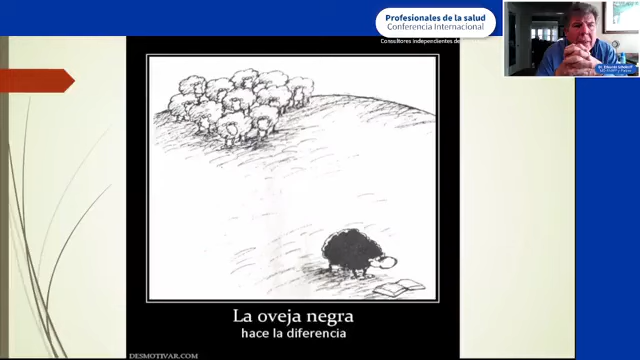 Profesionales de la salud
Conferencia Internacional
Consultores independientes de
La oveja negra
hace la diferencia
DESMOTIVAR.COM